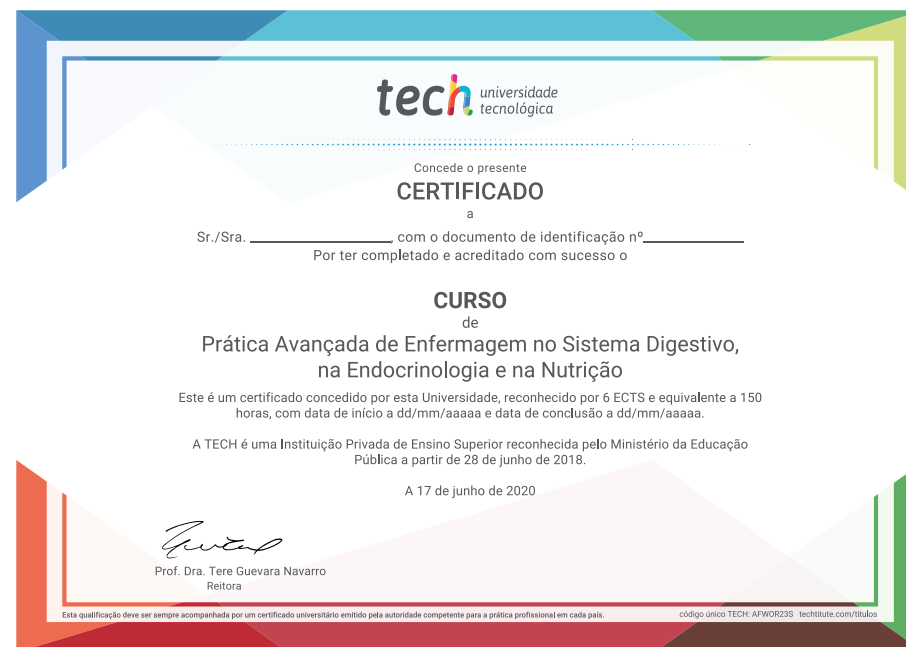 tech universidade
tecnológica
Concede o presente
CERTIFICADO
a
Sr./Sra. ____________, com o documento de identificação nº____________
Por ter completado e acreditado com sucesso o
CURSO
de
Prática Avançada de Enfermagem no Sistema Digestivo,
na Endocrinologia e na Nutrição
Este é um certificado concedido por esta Universidade, reconhecido por 6 ECTS e equivalente a 150
horas, com data de início a dd/mm/aaaaa e data de conclusão a dd/mm/aaaaa.
A TECH é uma Instituição Privada de Ensino Superior reconhecida pelo Ministério da Educação
Pública a partir de 28 de junho de 2018.
A 17 de junho de 2020
Prof. Dra. Tere Guevara Navarro
Reitora
Esta qualificação deve ser sempre acompanhada por um certificado universitário emitido pela autoridade competente para a prática profissional em cada país.
código único TECH: AFWOR23S techtitute.com/titulos